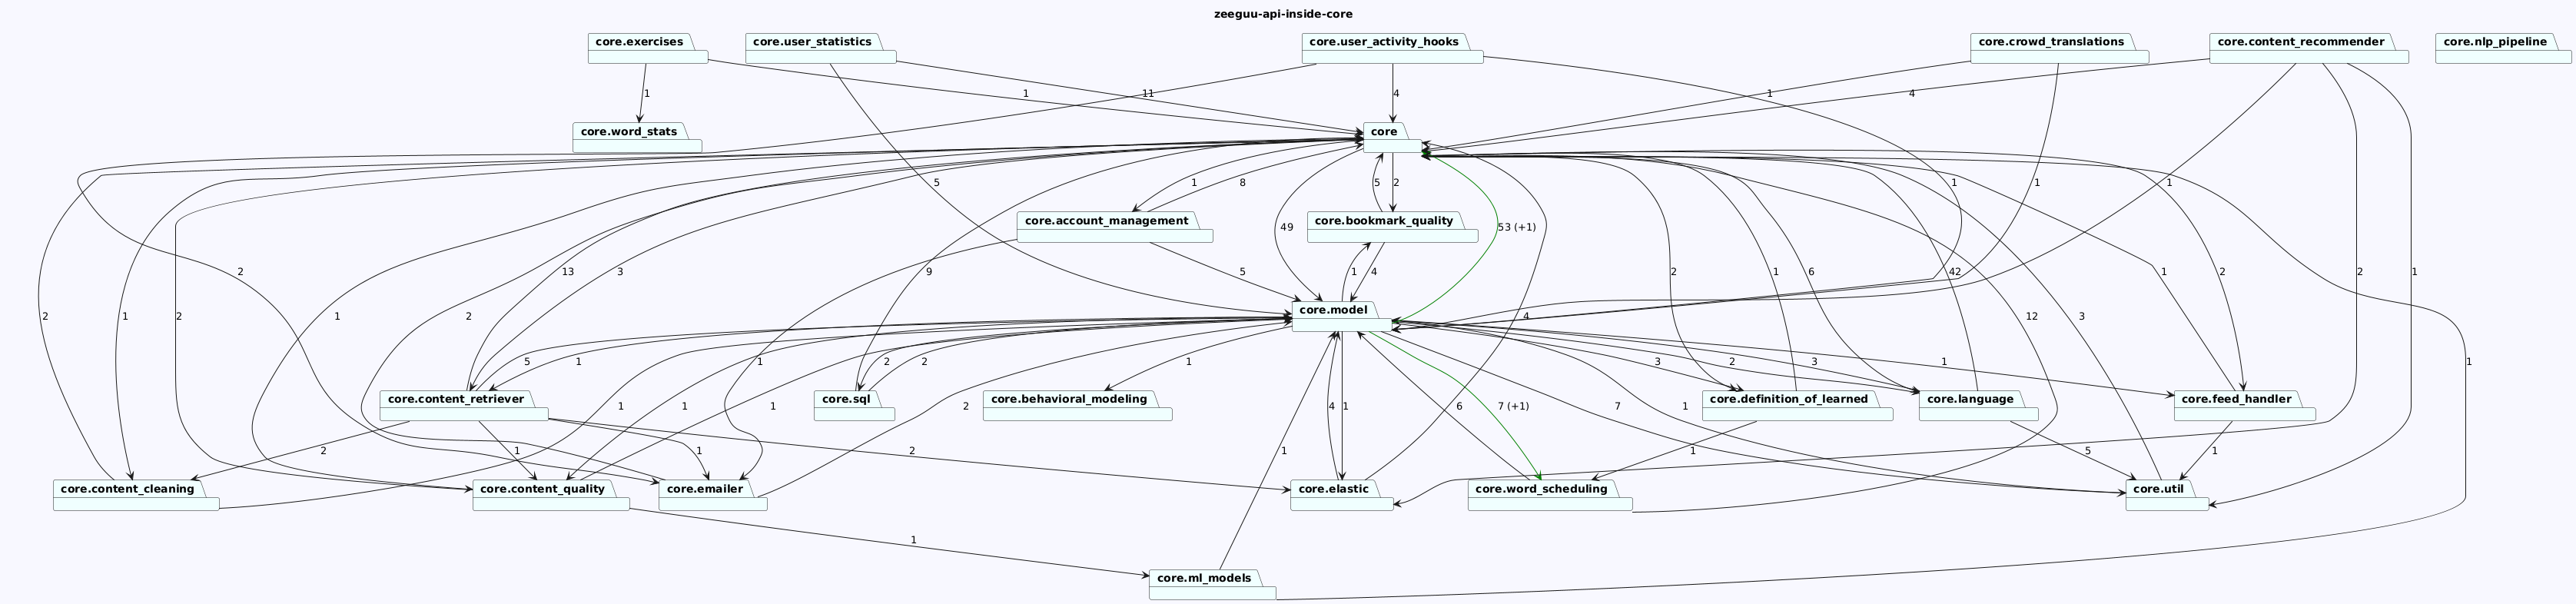 zeeguu-api-inside-core
core.exercises
core.user_statistics
core.user_activity_hooks
core.crowd_translations
core.content_recommender
core.nlp_pipeline
1
1
11
4
1
4
core.word_stats
core
5
1
8
5
2
1
1
1
core.account_management
core.bookmark_quality
49
53 (+1)
2
13
3
9
5
1
4
2
1
6
42
1
2
2
1
core.model
2
1
2
1
2
4
12
3
5
1
1
2
2
1
3
2
3
1
1
core.content_retriever
core.sql
core.behavioral_modeling
core.definition_of_learned
core.language
core.feed_handler
1
1
2
4
1
6
7 (+1)
1
7
2
1
1
2
1
5
1
core.content_cleaning
core.content_quality
core.emailer
core.elastic
core.word_scheduling
core.util
1
1
core.ml_models